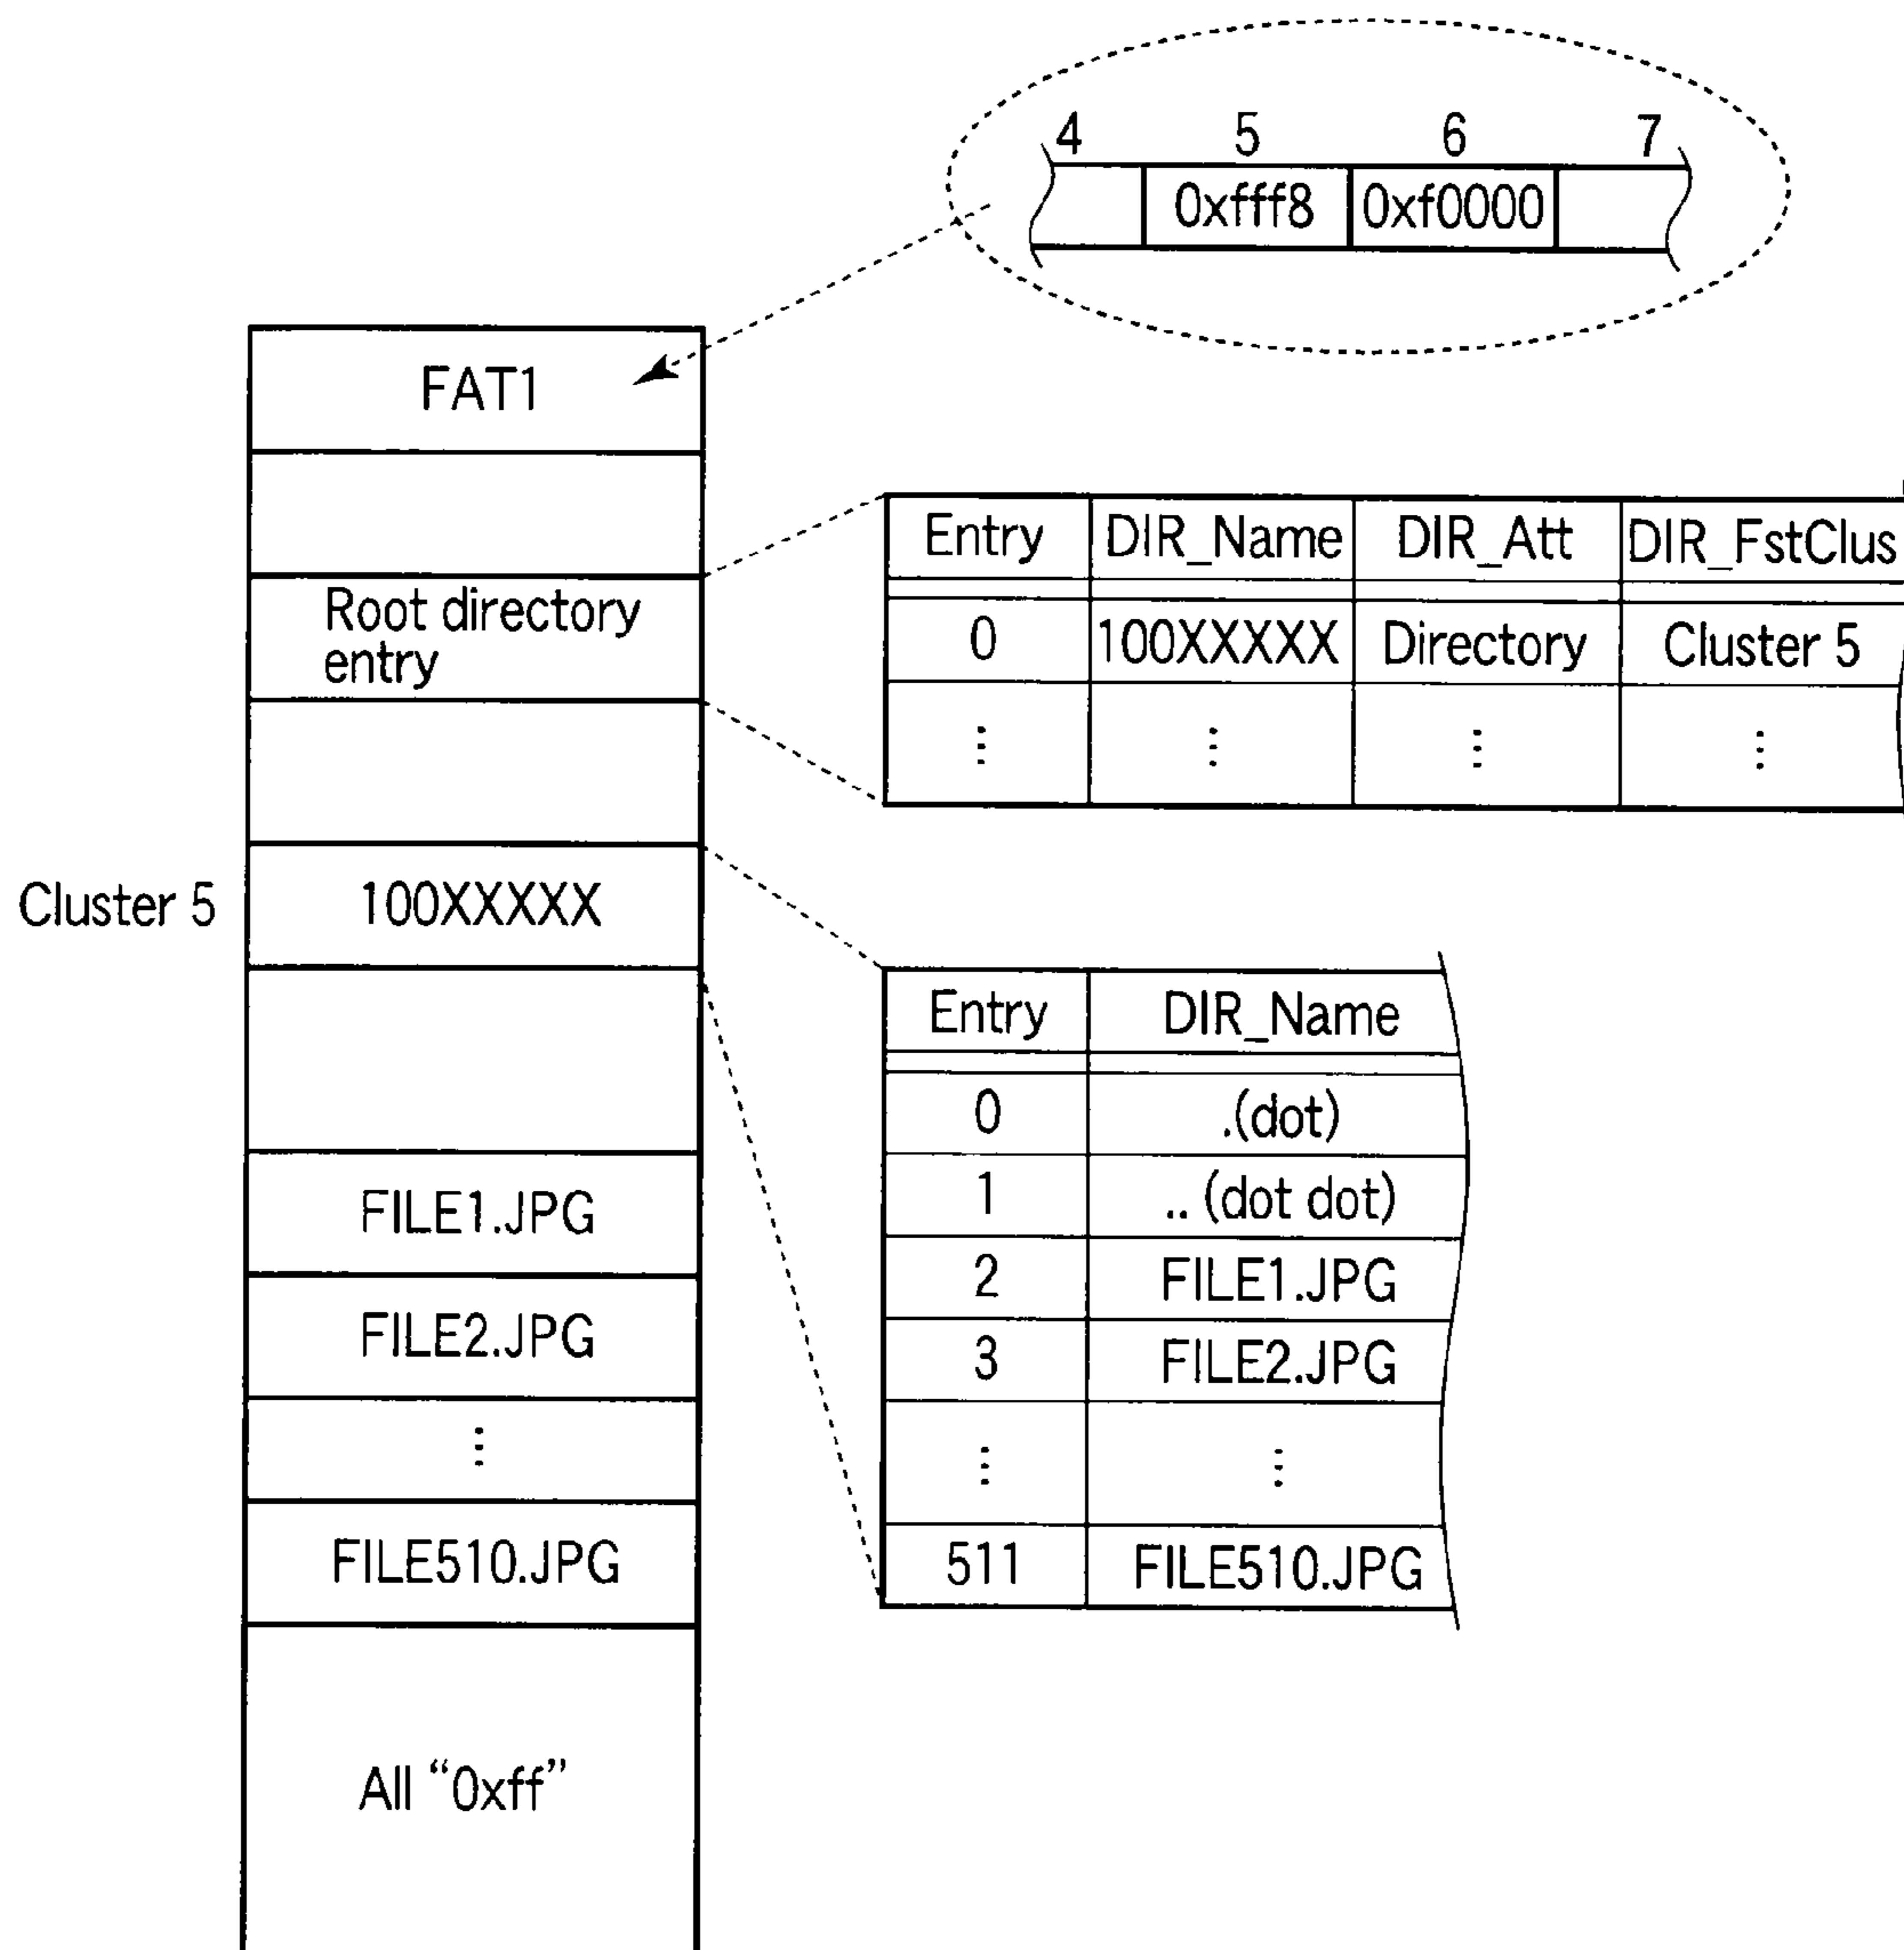 4 5 6 7
0xfff8 0xf0000
FAT1
Root directory
entry
Entry DIR_Name DIR_Att DIR_FstClus
0 100XXXXX Directory Cluster 5
⋮ ⋮ ⋮ ⋮
Cluster 5 100XXXXX
Entry DIR_Name
0 .(dot)
1 .. (dot dot)
2 FILE1.JPG
3 FILE2.JPG
⋮ ⋮
511 FILE510.JPG
FILE1.JPG
FILE2.JPG
⋮
FILE510.JPG
All “0xff”